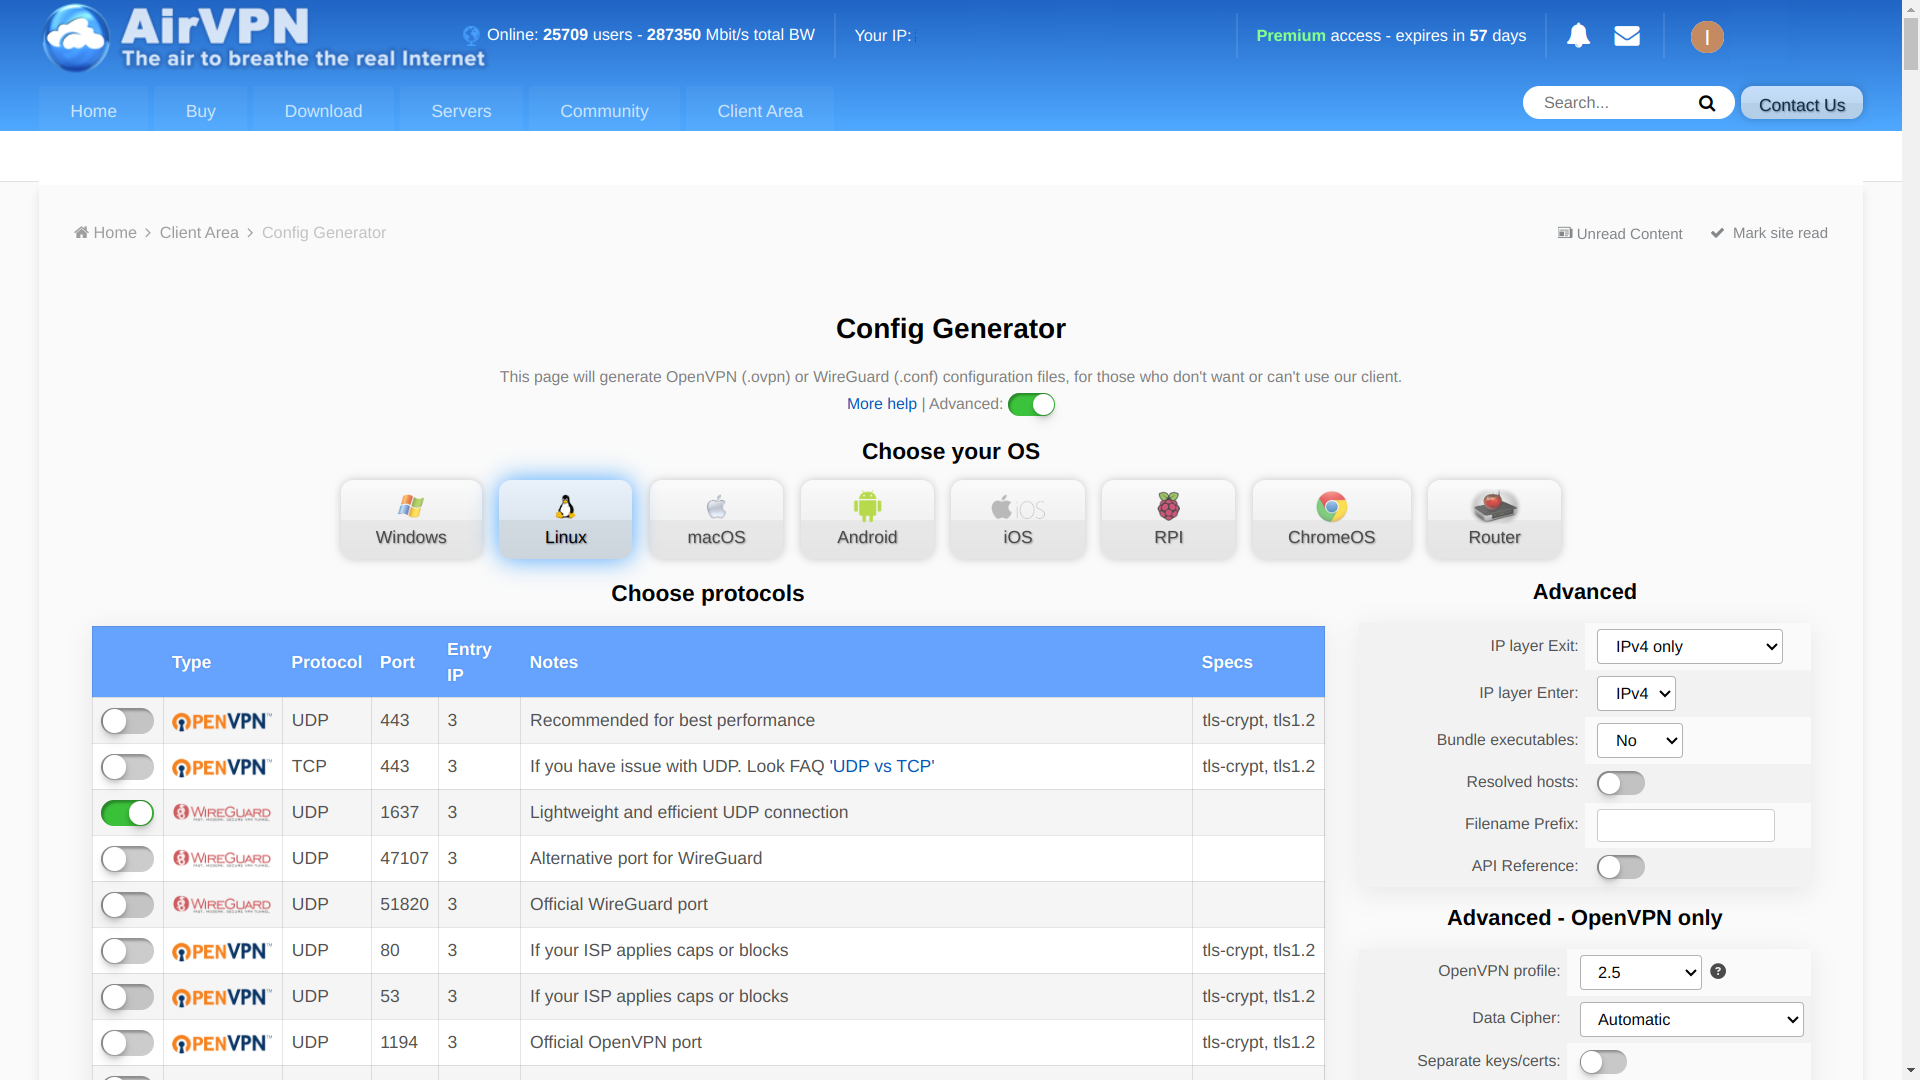 AirVPN
The air to breathe the real Internet
Online: 25709 users - 287350 Mbit/s total BW
Your IP:
Premium access - expires in 57 days
I
Home
Buy
Download
Servers
Community
Client Area
Search...
Contact Us
Home > Client Area > Config Generator
Unread Content
Mark site read
Config Generator
This page will generate OpenVPN (.ovpn) or WireGuard (.conf) configuration files, for those who don't want or can't use our client.
More help | Advanced:
Choose your OS
Windows
Linux
macOS
Android
iOS
iOS
RPI
ChromeOS
Router
Choose protocols
Type Protocol Port Entry IP Notes Specs
OPENVPN™ UDP 443 3 Recommended for best performance tls-crypt, tls1.2
OPENVPN™ TCP 443 3 If you have issue with UDP. Look FAQ 'UDP vs TCP' tls-crypt, tls1.2
WIREGUARD UDP 1637 3 Lightweight and efficient UDP connection
WIREGUARD UDP 47107 3 Alternative port for WireGuard
WIREGUARD UDP 51820 3 Official WireGuard port
OPENVPN™ UDP 80 3 If your ISP applies caps or blocks tls-crypt, tls1.2
OPENVPN™ UDP 53 3 If your ISP applies caps or blocks tls-crypt, tls1.2
OPENVPN™ UDP 1194 3 Official OpenVPN port tls-crypt, tls1.2
Advanced
IP layer Exit: IPv4 only
IP layer Enter: IPv4
Bundle executables: No
Resolved hosts:
Filename Prefix:
API Reference:
Advanced - OpenVPN only
OpenVPN profile: 2.5 ?
Data Cipher: Automatic
Separate keys/certs: